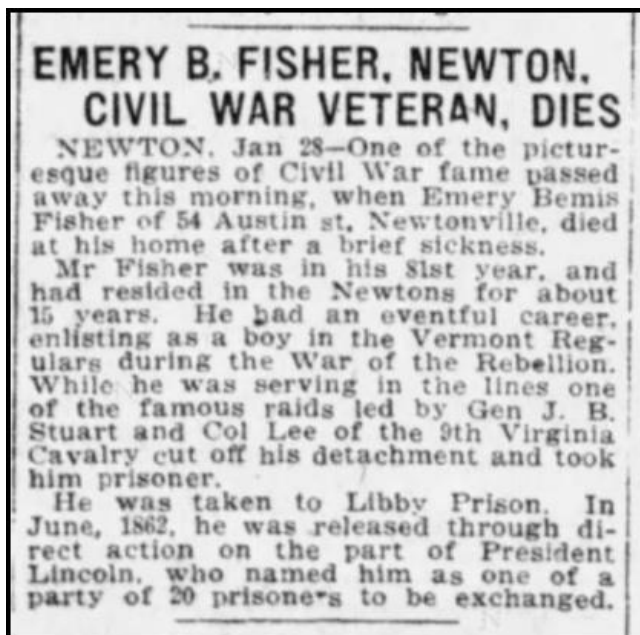 EMERY B. FISHER, NEWTON,
CIVIL WAR VETERAN, DIES
NEWTON, Jan 28—One of the pictur-
esque figures of Civil War fame passed
away this morning, when Emery Bemis
Fisher of 54 Austin st, Newtonville, died
at his home after a brief sickness.
Mr Fisher was in his 81st year, and
had resided in the Newtons for about
15 years. He had an eventful career,
enlisting as a boy in the Vermont Reg-
ulars during the War of the Rebellion.
While he was serving in the lines one
of the famous raids led by Gen J. B.
Stuart and Col Lee of the 9th Virginia
Cavalry cut off his detachment and took
him prisoner.
He was taken to Libby Prison. In
June, 1862, he was released through di-
rect action on the part of President
Lincoln, who named him as one of a
party of 20 prisoners to be exchanged.